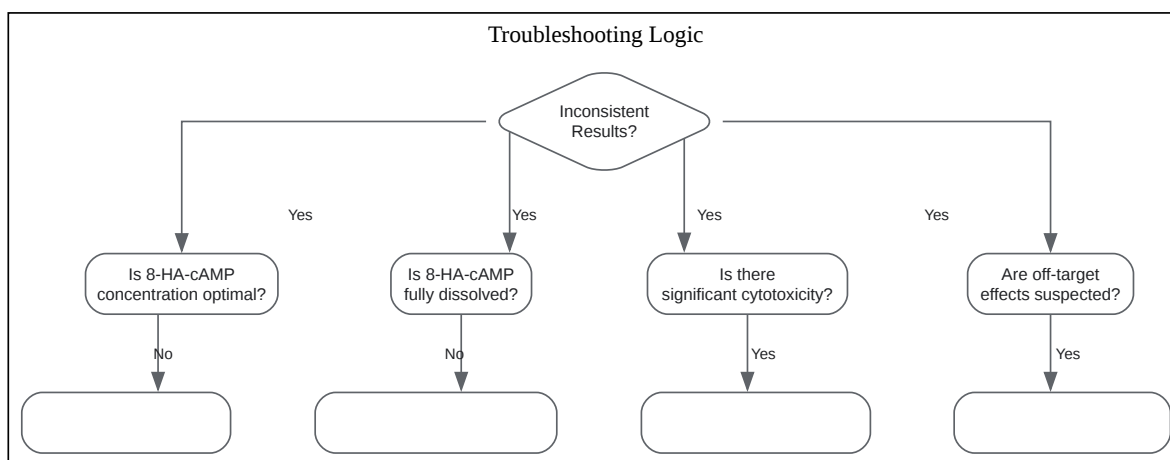 Troubleshooting Logic
Inconsistent
Results?
Yes
Yes
Yes
Yes
Is 8-HA-cAMP
concentration optimal?
Is 8-HA-cAMP
fully dissolved?
Is there
significant cytotoxicity?
Are off-target
effects suspected?
No
No
Yes
Yes